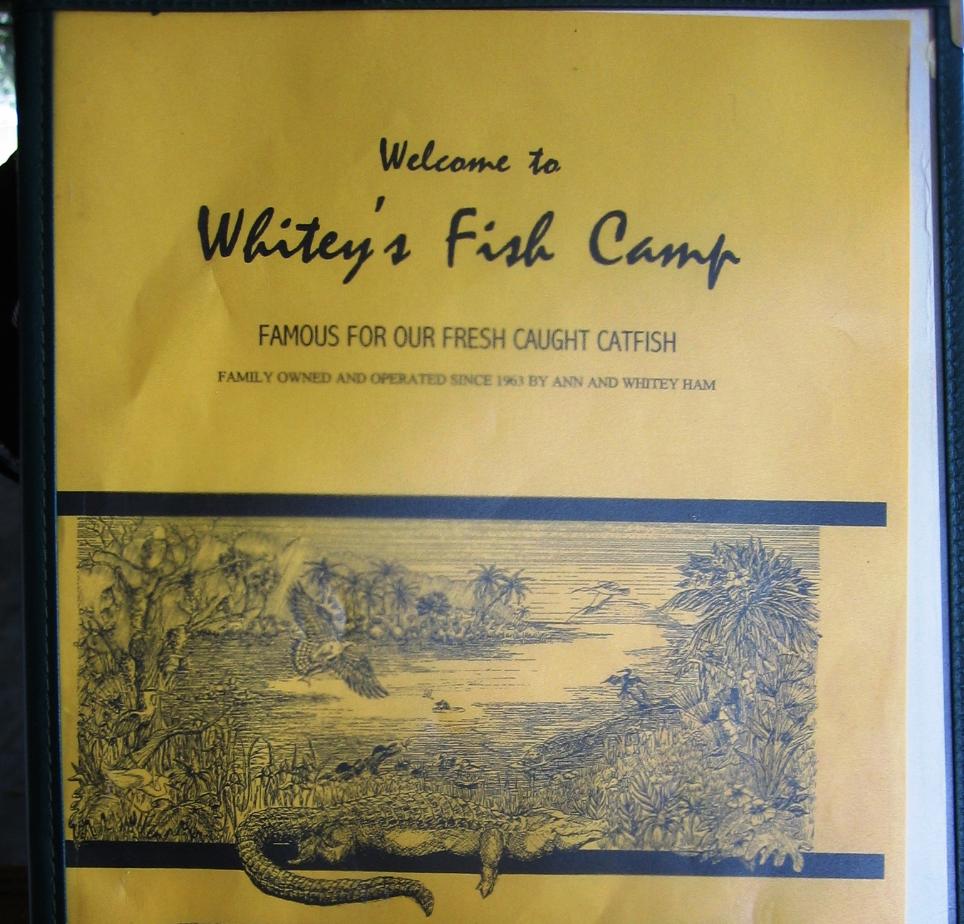 Welcome to
Whitey's Fish Camp
FAMOUS FOR OUR FRESH CAUGHT CATFISH
FAMILY OWNED AND OPERATED SINCE 1963 BY ANN AND WHITEY HAM